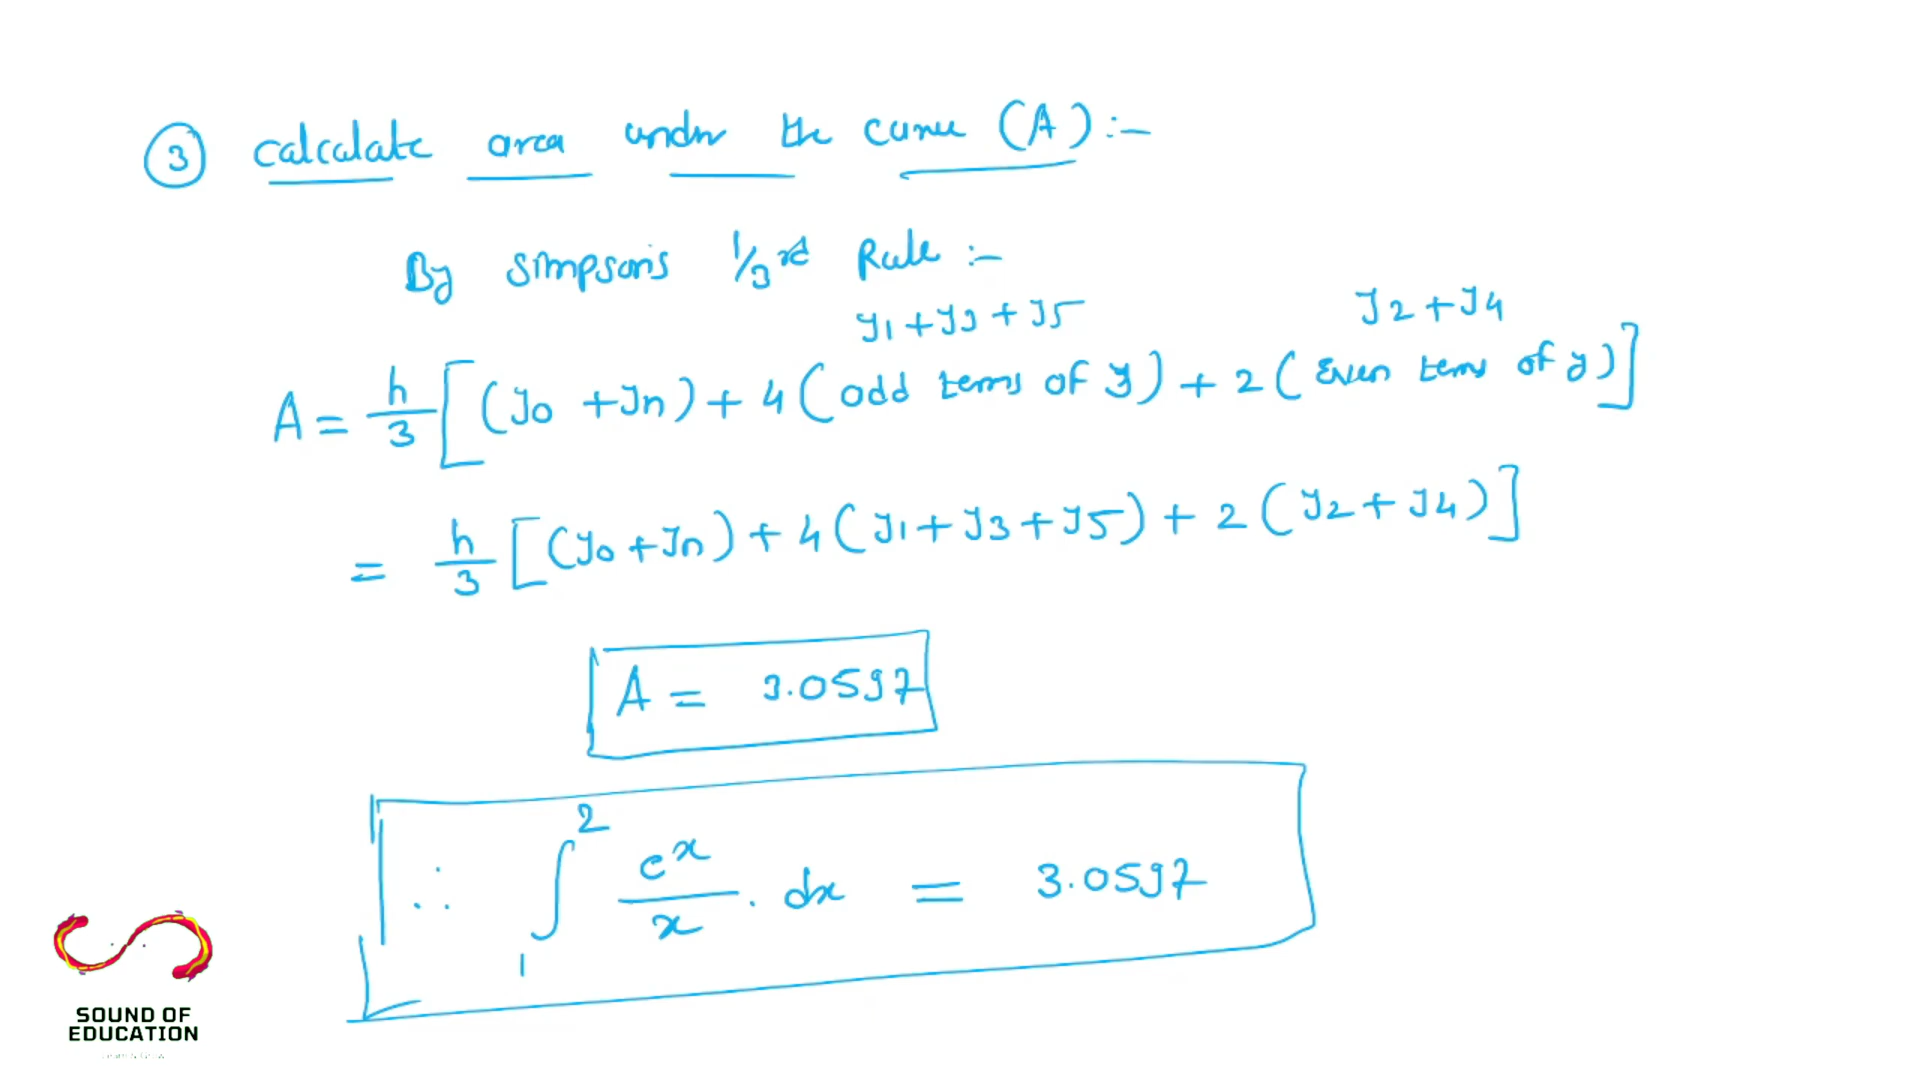 ③ calculate area under the curve (A):-
By Simpson's 1/3rd Rule :-
y1+y3+y5 y2+y4
A = h/3 [(y0 + yn) + 4 (odd terms of y) + 2 (Even terms of y)]
= h/3 [(y0+yn) + 4 (y1+y3+y5) + 2 (y2+y4)]
A = 3.0597
∴ ∫₁² e^x/x . dx = 3.0597
SOUND OF
EDUCATION